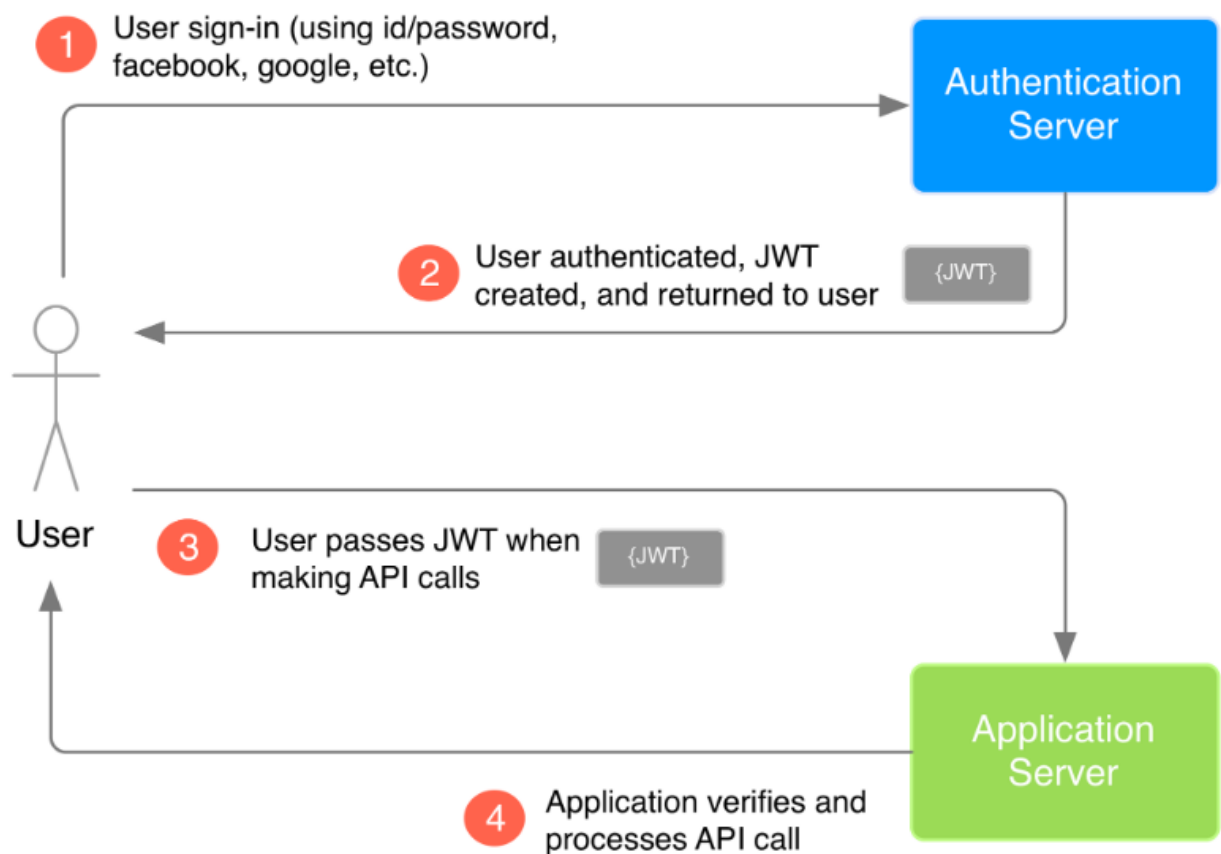 1
User sign-in (using id/password,
facebook, google, etc.)
Authentication
Server
2
User authenticated, JWT
created, and returned to user
{JWT}
User
3
User passes JWT when
making API calls
{JWT}
Application
Server
4
Application verifies and
processes API call